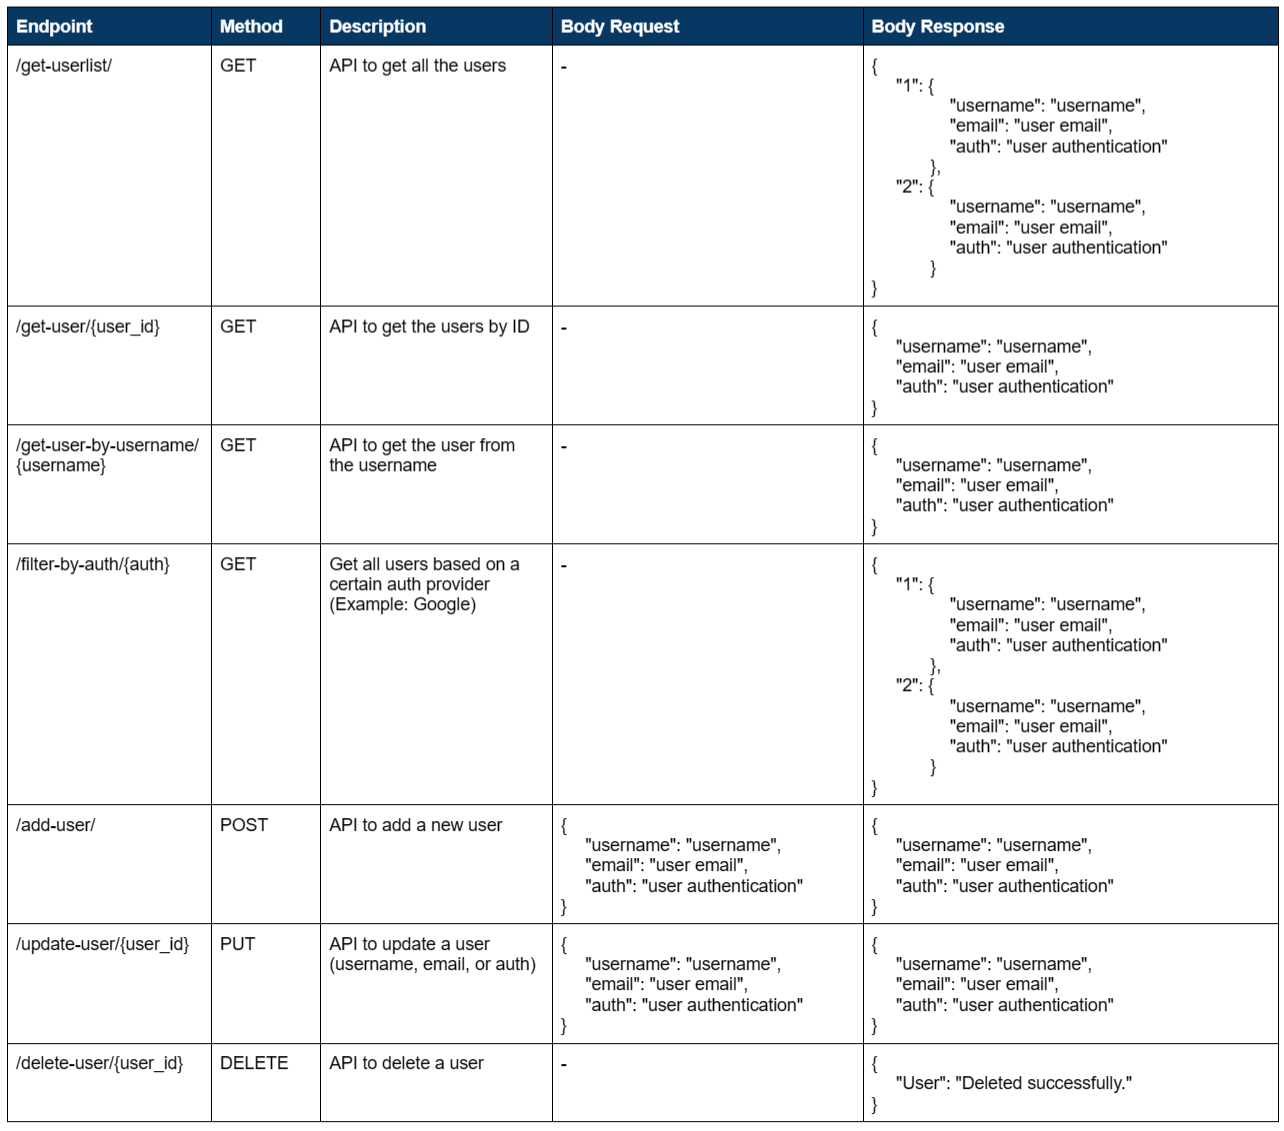 Endpoint Method Description Body Request Body Response
/get-userlist/ GET API to get all the users - {
"1": {
"username": "username",
"email": "user email",
"auth": "user authentication"
},
"2": {
"username": "username",
"email": "user email",
"auth": "user authentication"
}
}
/get-user/{user_id} GET API to get the users by ID - {
"username": "username",
"email": "user email",
"auth": "user authentication"
}
/get-user-by-username/ GET API to get the user from - {
{username} the username "username": "username",
"email": "user email",
"auth": "user authentication"
}
/filter-by-auth/{auth} GET Get all users based on a - {
certain auth provider "1": {
(Example: Google) "username": "username",
"email": "user email",
"auth": "user authentication"
},
"2": {
"username": "username",
"email": "user email",
"auth": "user authentication"
}
}
/add-user/ POST API to add a new user { {
"username": "username", "username": "username",
"email": "user email", "email": "user email",
"auth": "user authentication" "auth": "user authentication"
} }
/update-user/{user_id} PUT API to update a user { {
(username, email, or auth) "username": "username", "username": "username",
"email": "user email", "email": "user email",
"auth": "user authentication" "auth": "user authentication"
} }
/delete-user/{user_id} DELETE API to delete a user - {
"User": "Deleted successfully."
}